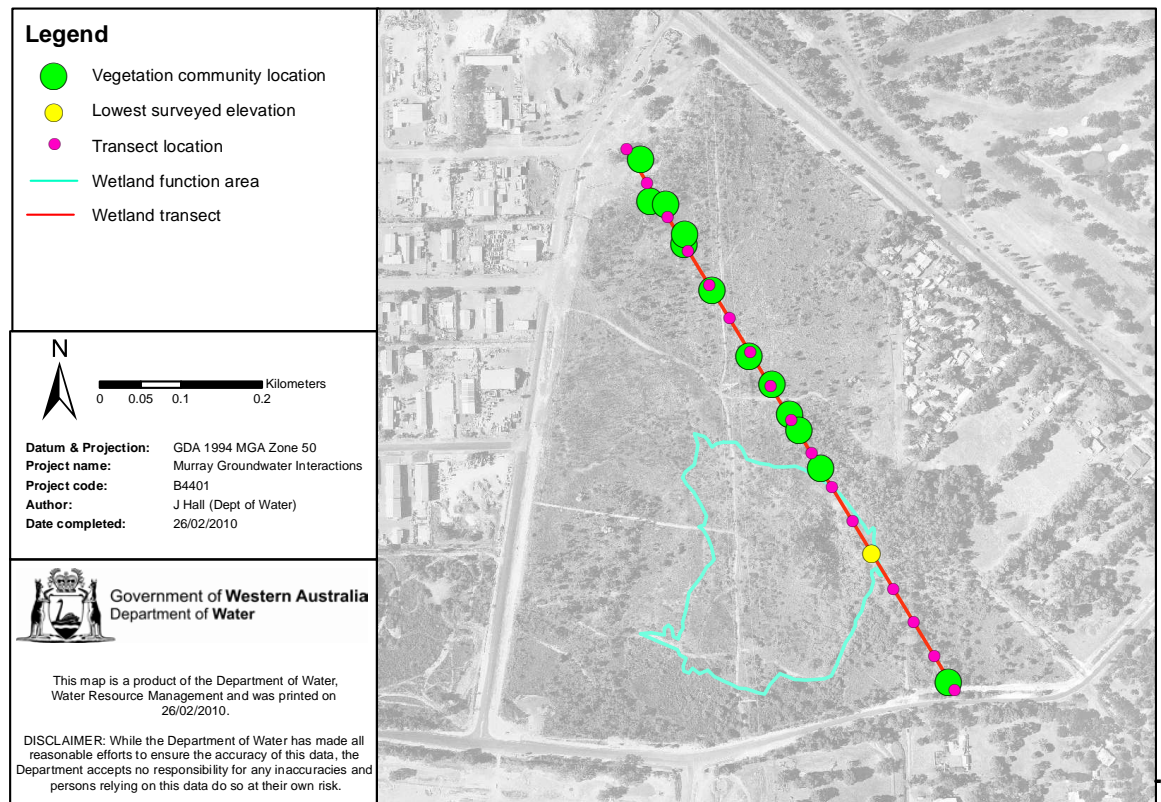 Legend
Vegetation community location
Lowest surveyed elevation
Transect location
Wetland function area
Wetland transect
N
Kilometers
0 0.05 0.1 0.2
Datum & Projection: GDA 1994 MGA Zone 50
Project name: Murray Groundwater Interactions
Project code: B4401
Author: J Hall (Dept of Water)
Date completed: 26/02/2010
Government of Western Australia
Department of Water
This map is a product of the Department of Water,
Water Resource Management and was printed on
26/02/2010.
DISCLAIMER: While the Department of Water has made all
reasonable efforts to ensure the accuracy of this data, the
Department accepts no responsibility for any inaccuracies and
persons relying on this data do so at their own risk.